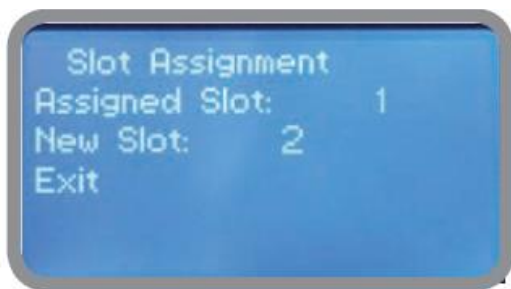 Slot Assignment
Assigned Slot: 1
New Slot: 2
Exit